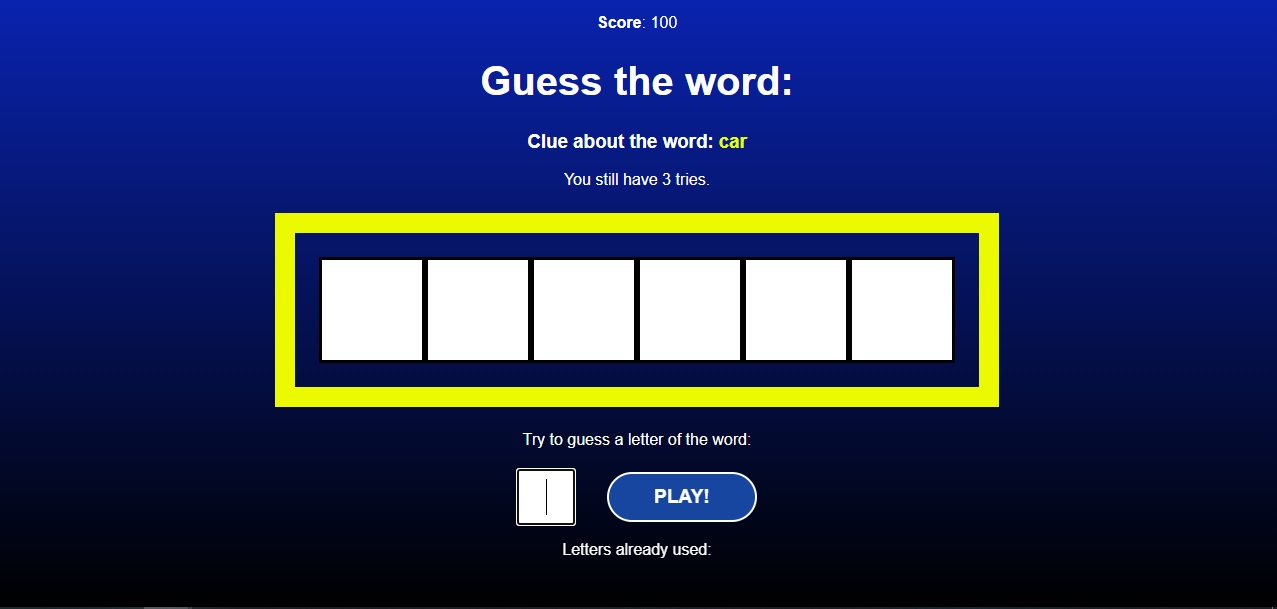 Score: 100
Guess the word:
Clue about the word: car
You still have 3 tries.
Try to guess a letter of the word:
PLAY!
Letters already used: